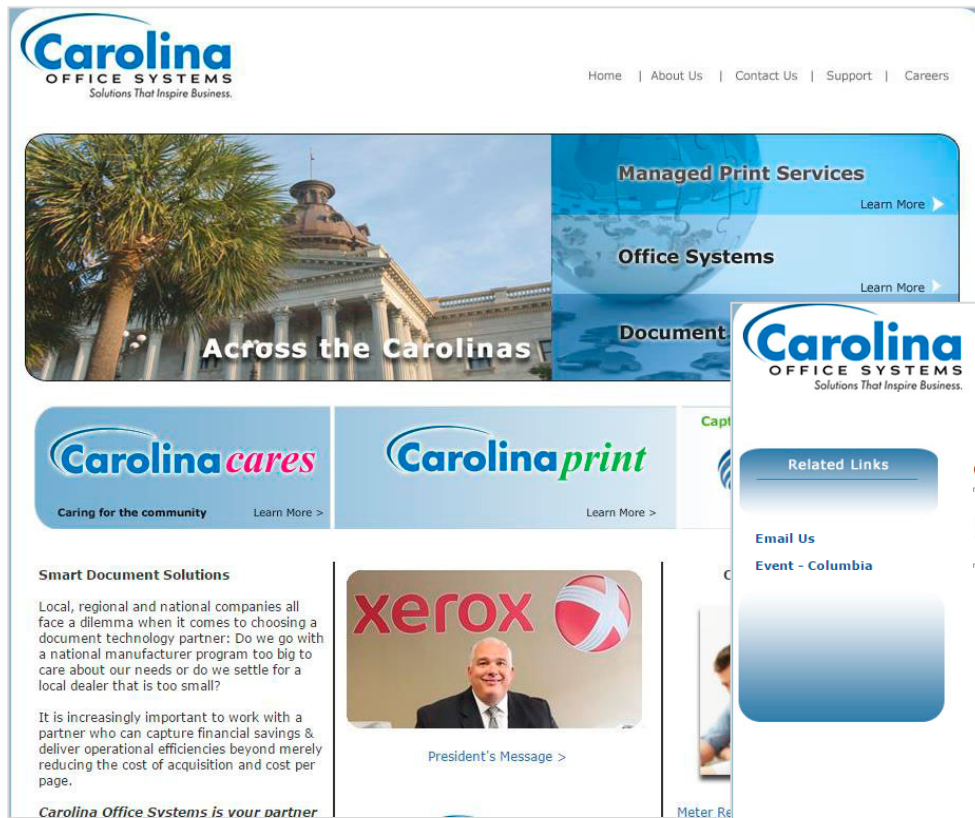 Carolina
OFFICE SYSTEMS
Solutions That Inspire Business.
Home | About Us | Contact Us | Support | Careers
Managed Print Services
Learn More
Office Systems
Learn More
Document
Across the Carolinas
Carolina cares
Caring for the community Learn More >
Carolina print
Learn More >
Smart Document Solutions
Local, regional and national companies all
face a dilemma when it comes to choosing a
document technology partner: Do we go with
a national manufacturer program too big to
care about our needs or do we settle for a
local dealer that is too small?
It is increasingly important to work with a
partner who can capture financial savings &
deliver operational efficiencies beyond merely
reducing the cost of acquisition and cost per
page.
Carolina Office Systems is your partner
xerox
President's Message >
Meter
Carolina
OFFICE SYSTEMS
Solutions That Inspire Business.
Related Links
Email Us
Event - Columbia